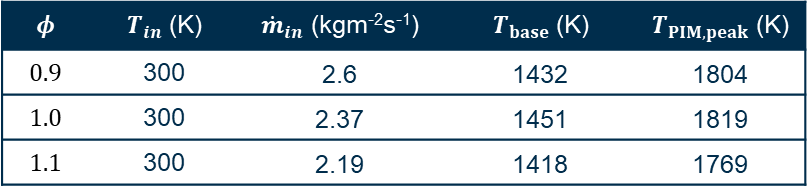 ϕ T_in (K) ṁ_in (kgm⁻²s⁻¹) T_base (K) T_PIM,peak (K)
0.9 300 2.6 1432 1804
1.0 300 2.37 1451 1819
1.1 300 2.19 1418 1769